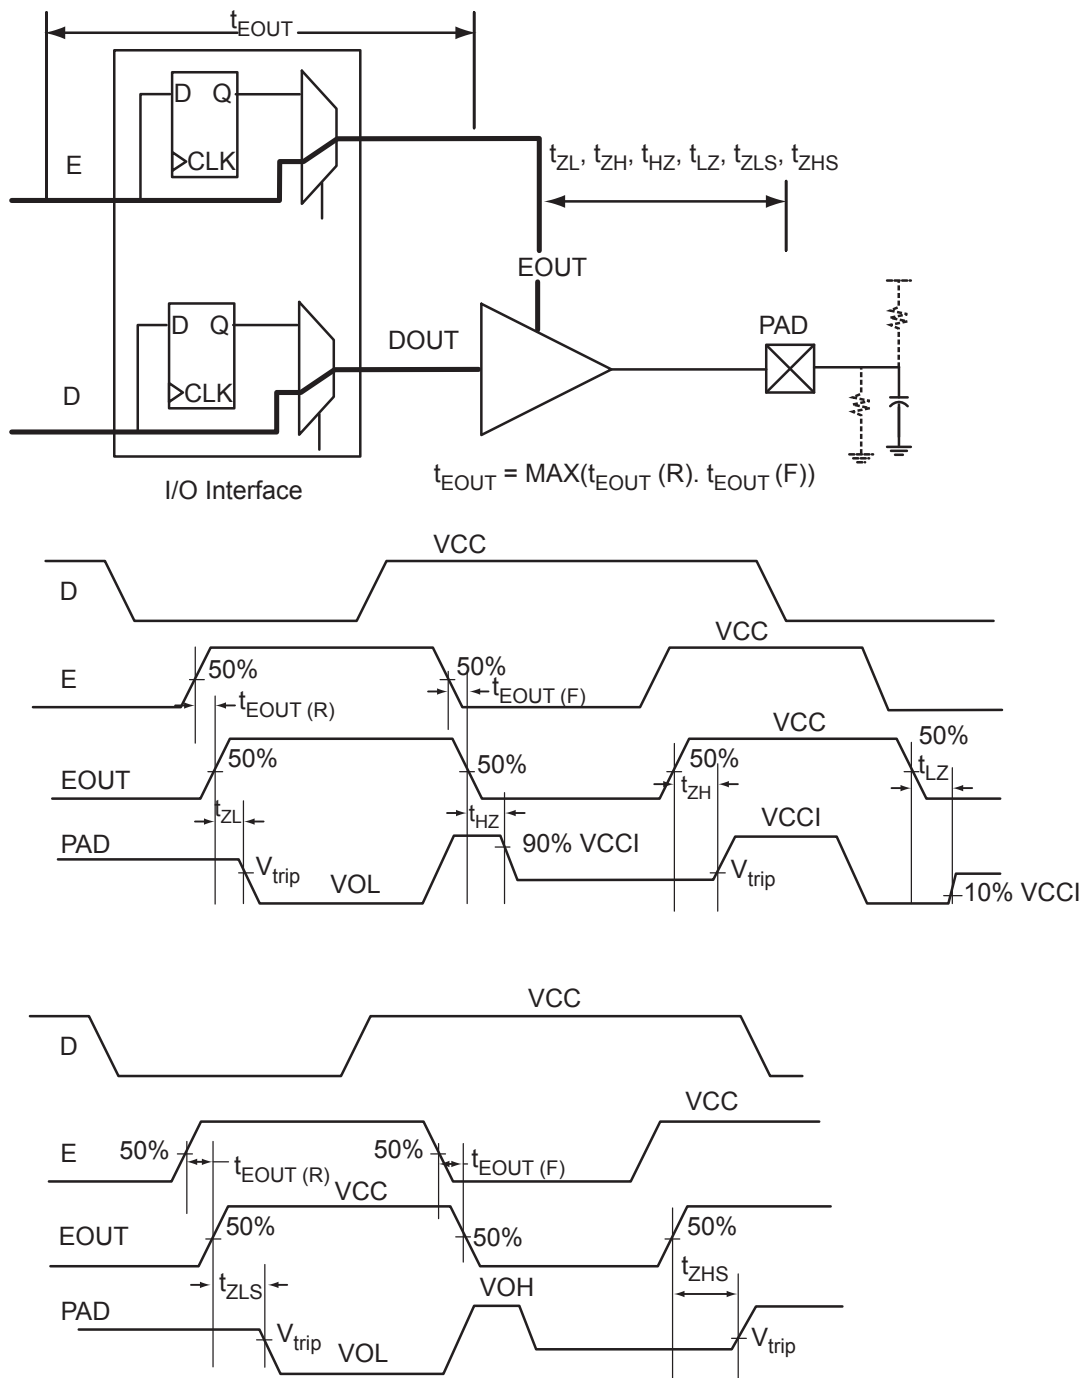 tEOUT
D Q
CLK
E
tZL, tZH, tHZ, tLZ, tZLS, tZHS
EOUT
D Q
CLK
DOUT
PAD
D
tEOUT = MAX(tEOUT (R). tEOUT (F))
I/O Interface
VCC
D
VCC
E
50%
50%
tEOUT (R)
tEOUT (F)
VCC
50%
EOUT
50%
50%
50%
tZL
tHZ
tZH
tLZ
PAD
90% VCCI
VCCI
Vtrip
VOL
Vtrip
10% VCCI
VCC
D
VCC
E
50%
50%
tEOUT (R)
tEOUT (F)
VCC
EOUT
50%
50%
50%
tZLS
VOH
tZHS
PAD
Vtrip
VOL
Vtrip